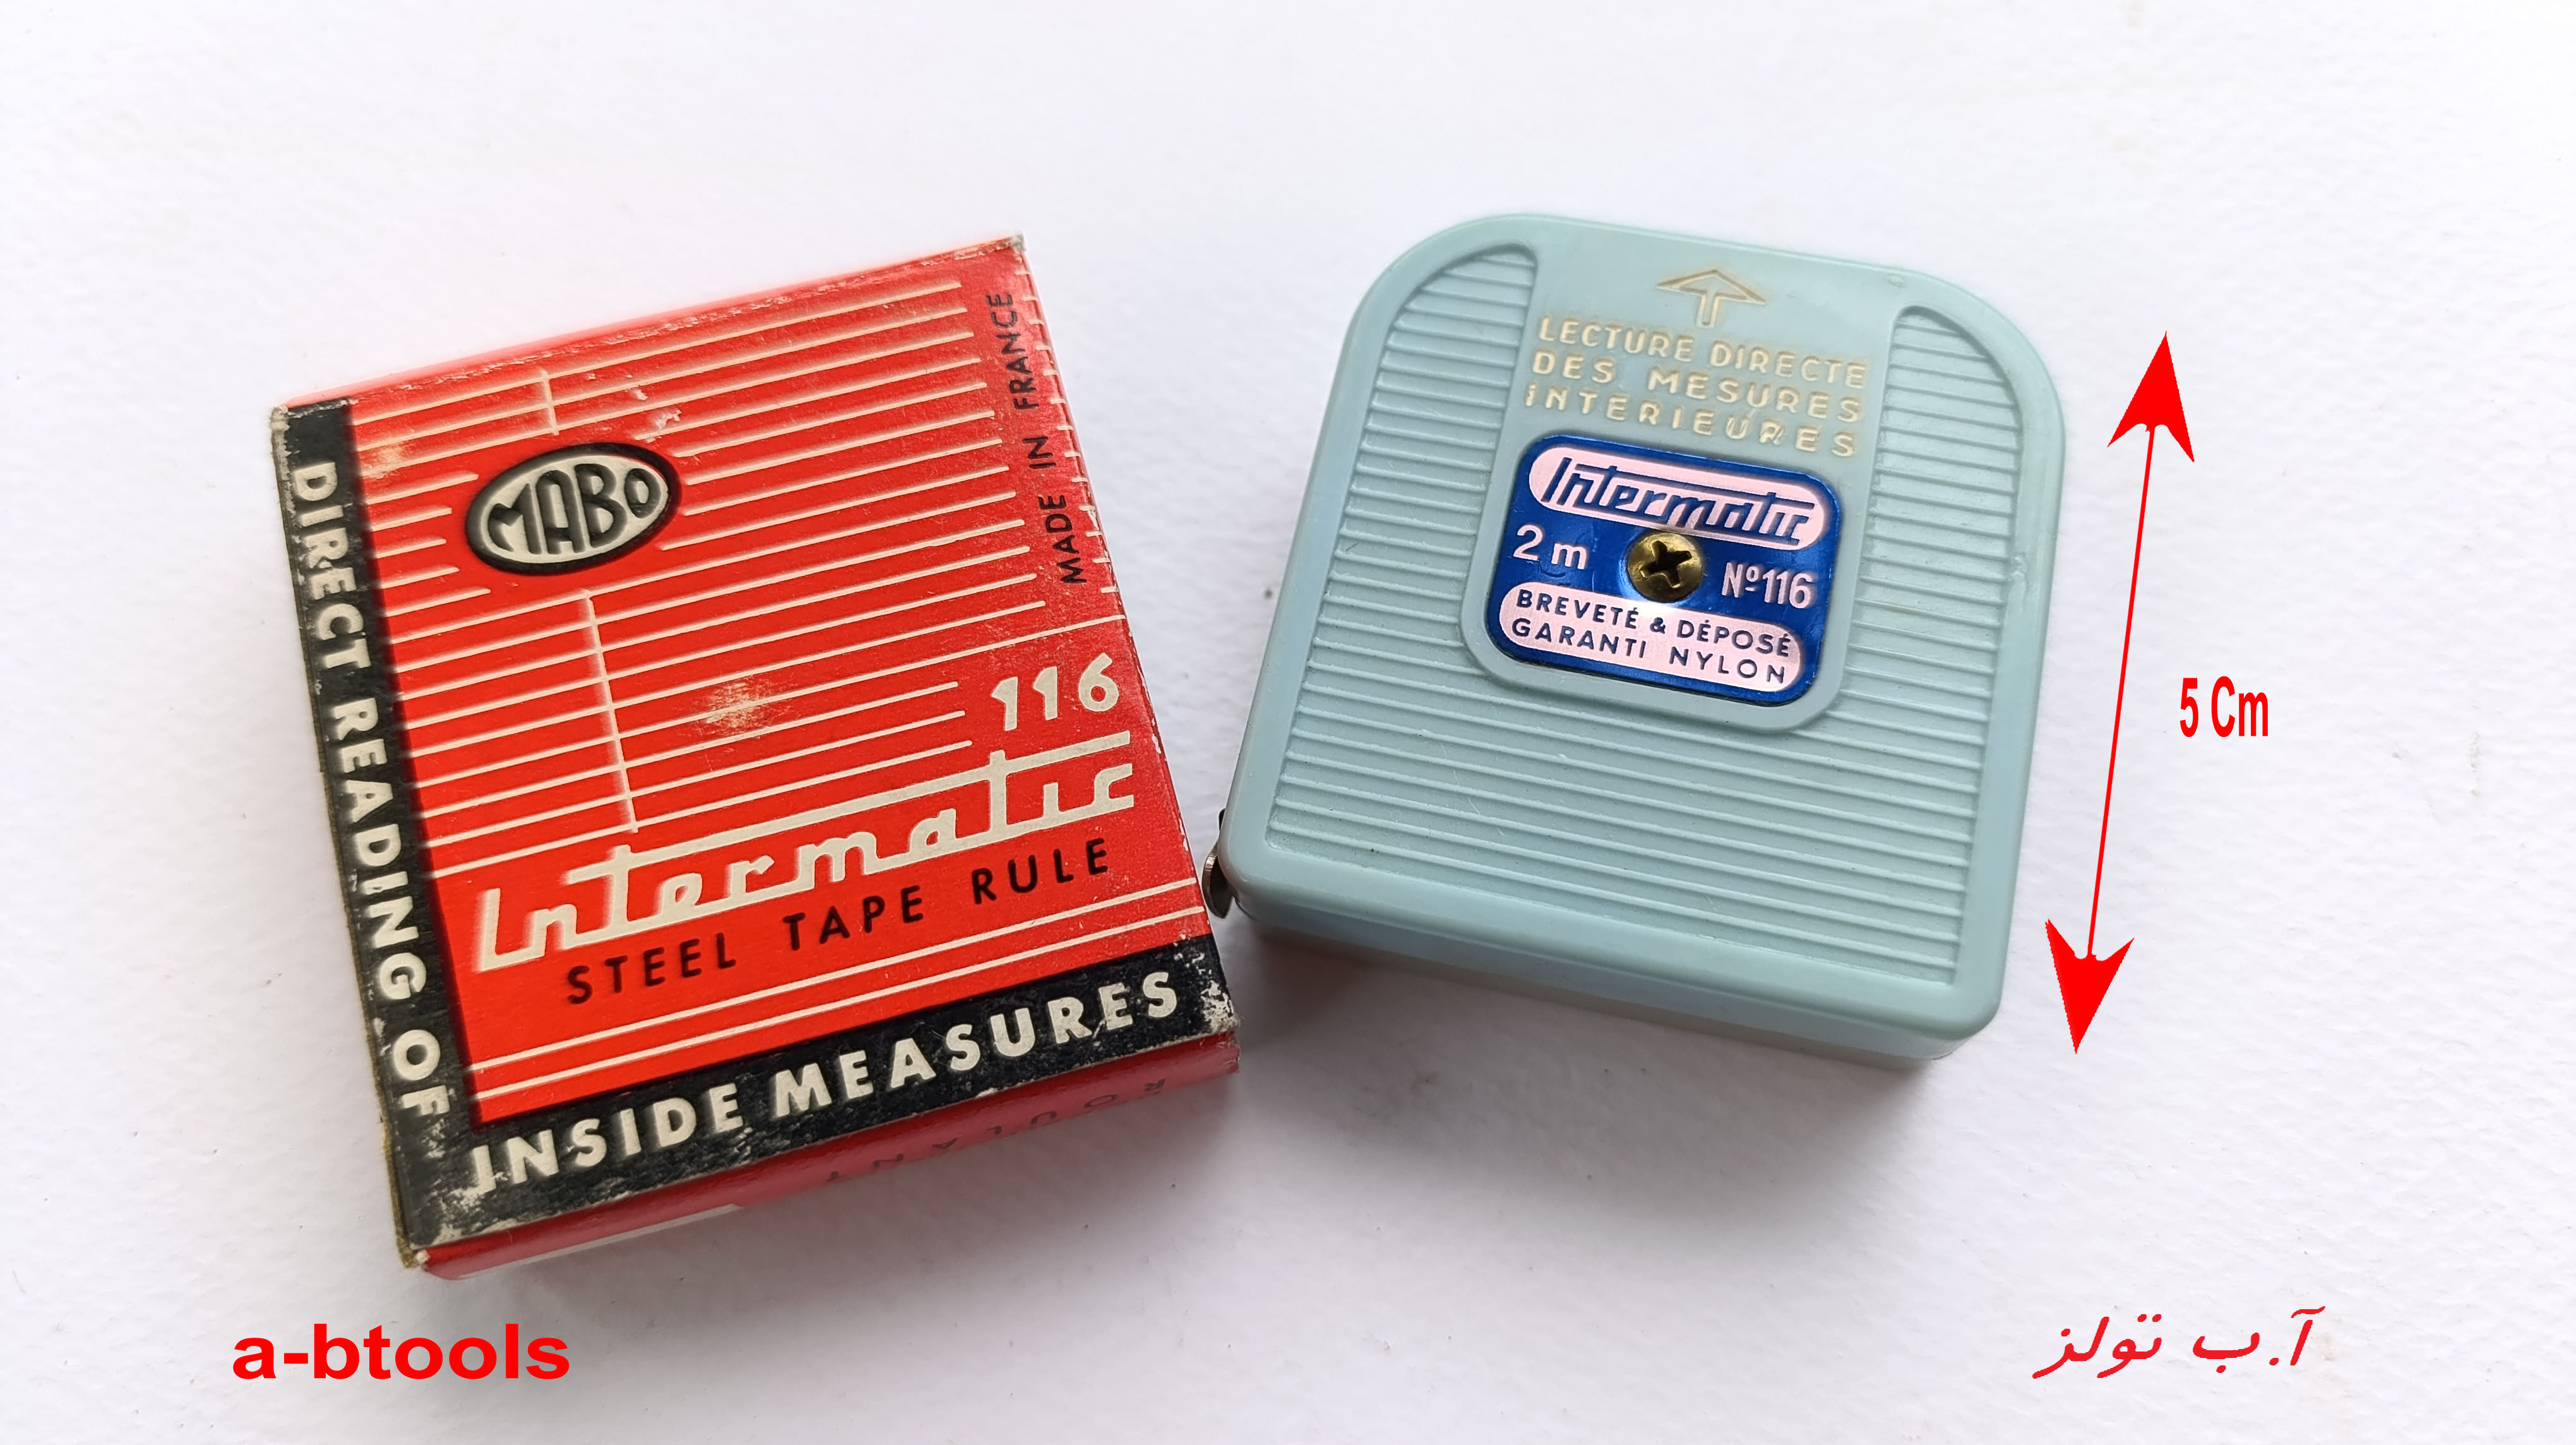 MABO
MADE IN FRANCE
116
Intermatic
STEEL TAPE RULE
DIRECT READING OF
INSIDE MEASURES
ROULANT
LECTURE DIRECTE
DES MESURES
INTERIEURES
Intermatic
2 m Nº116
BREVETÉ & DÉPOSÉ
GARANTI NYLON
5 Cm
a-btools
آ.ب تولز